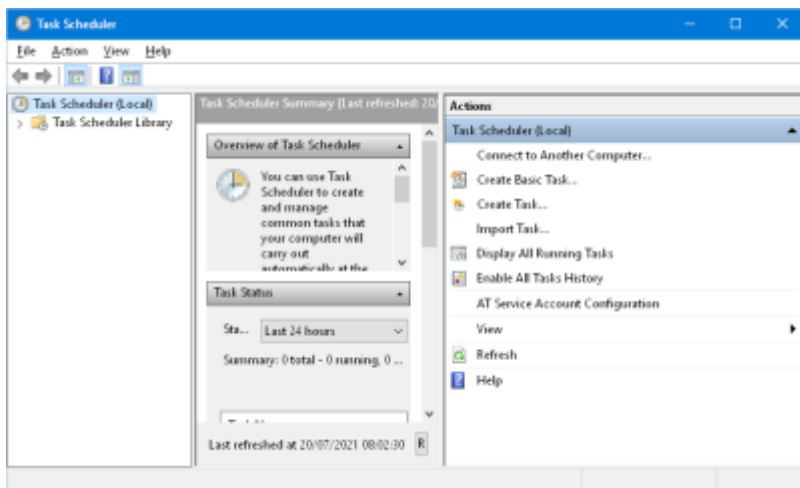 Task Scheduler
File Action View Help
Task Scheduler (Local)
Task Scheduler Library
Task Scheduler Summary (Last refreshed: 20/
Overview of Task Scheduler
You can use Task
Scheduler to create
and manage
common tasks that
your computer will
carry out
automatically at the
Task Status
Sta... Last 24 hours
Summary: 0 total - 0 running, 0 ...
Last refreshed at 20/07/2021 08:02:30 R
Actions
Task Scheduler (Local)
Connect to Another Computer...
Create Basic Task...
Create Task...
Import Task...
Display All Running Tasks
Enable All Tasks History
AT Service Account Configuration
View
Refresh
Help